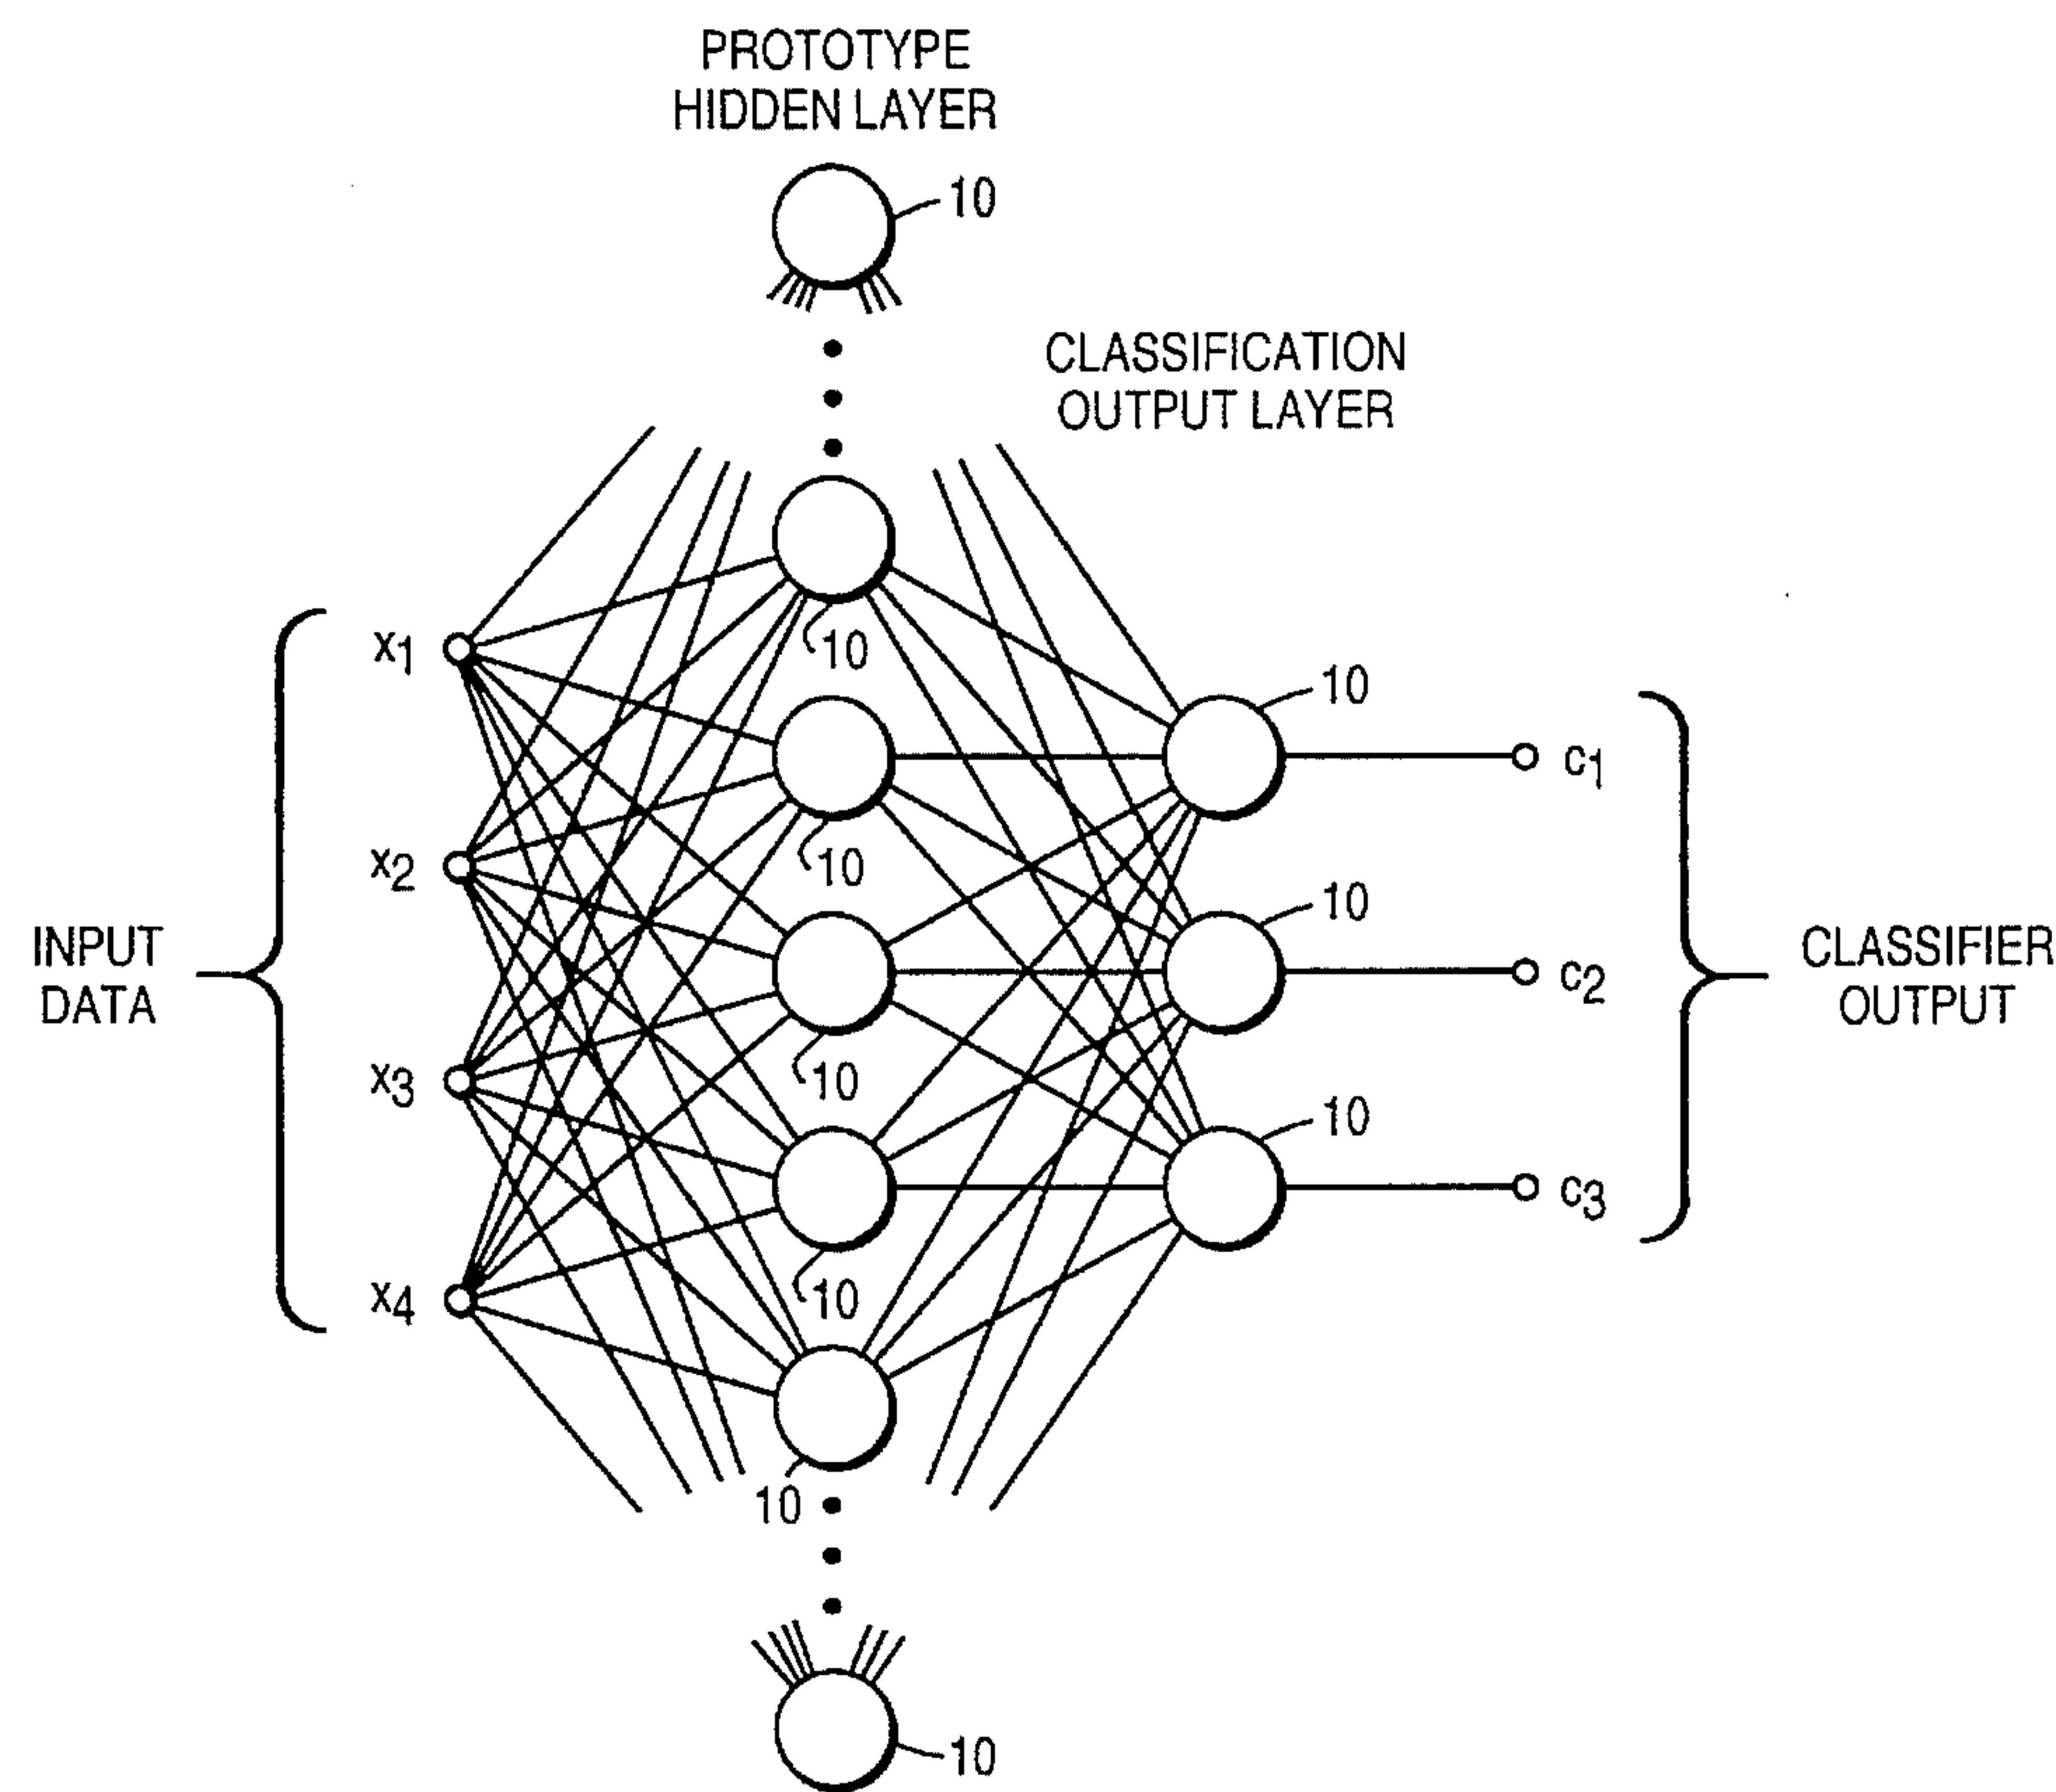 PROTOTYPE
HIDDEN LAYER
10
CLASSIFICATION
OUTPUT LAYER
x1
10
10
c1
x2
10
10
c2
INPUT
DATA
CLASSIFIER
OUTPUT
x3
10
10
c3
x4
10
10
10